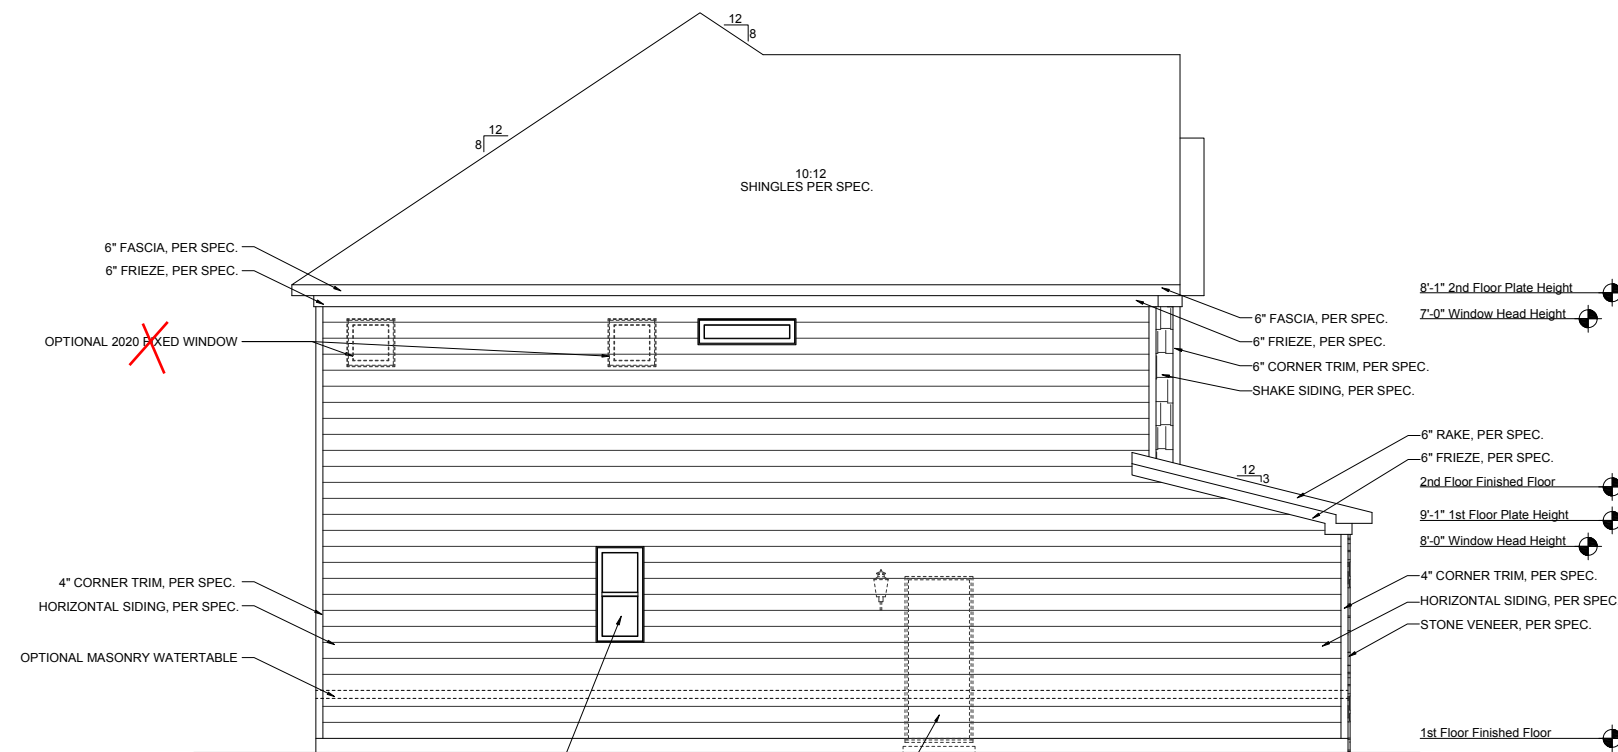 12
8
12
8
10:12
SHINGLES PER SPEC.
6" FASCIA, PER SPEC.
6" FRIEZE, PER SPEC.
OPTIONAL 2020 FIXED WINDOW
8'-1" 2nd Floor Plate Height
7'-0" Window Head Height
6" FASCIA, PER SPEC.
6" FRIEZE, PER SPEC.
6" CORNER TRIM, PER SPEC.
SHAKE SIDING, PER SPEC.
6" RAKE, PER SPEC.
6" FRIEZE, PER SPEC.
12
3
2nd Floor Finished Floor
9'-1" 1st Floor Plate Height
8'-0" Window Head Height
4" CORNER TRIM, PER SPEC.
HORIZONTAL SIDING, PER SPEC.
OPTIONAL MASONRY WATERTABLE
4" CORNER TRIM, PER SPEC.
HORIZONTAL SIDING, PER SPEC.
STONE VENEER, PER SPEC.
1st Floor Finished Floor